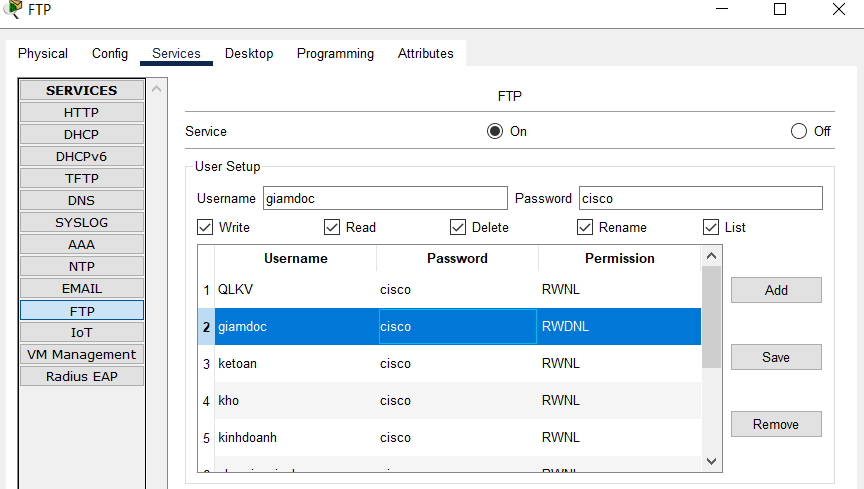 FTP
Physical Config Services Desktop Programming Attributes
SERVICES
HTTP
DHCP
DHCPv6
TFTP
DNS
SYSLOG
AAA
NTP
EMAIL
FTP
IoT
VM Management
Radius EAP
FTP
Service On Off
User Setup
Username giamdoc Password cisco
Write Read Delete Rename List
Username Password Permission
1 QLKV cisco RWNL
2 giamdoc cisco RWDNL
3 ketoan cisco RWNL
4 kho cisco RWNL
5 kinhdoanh cisco RWNL
Add
Save
Remove